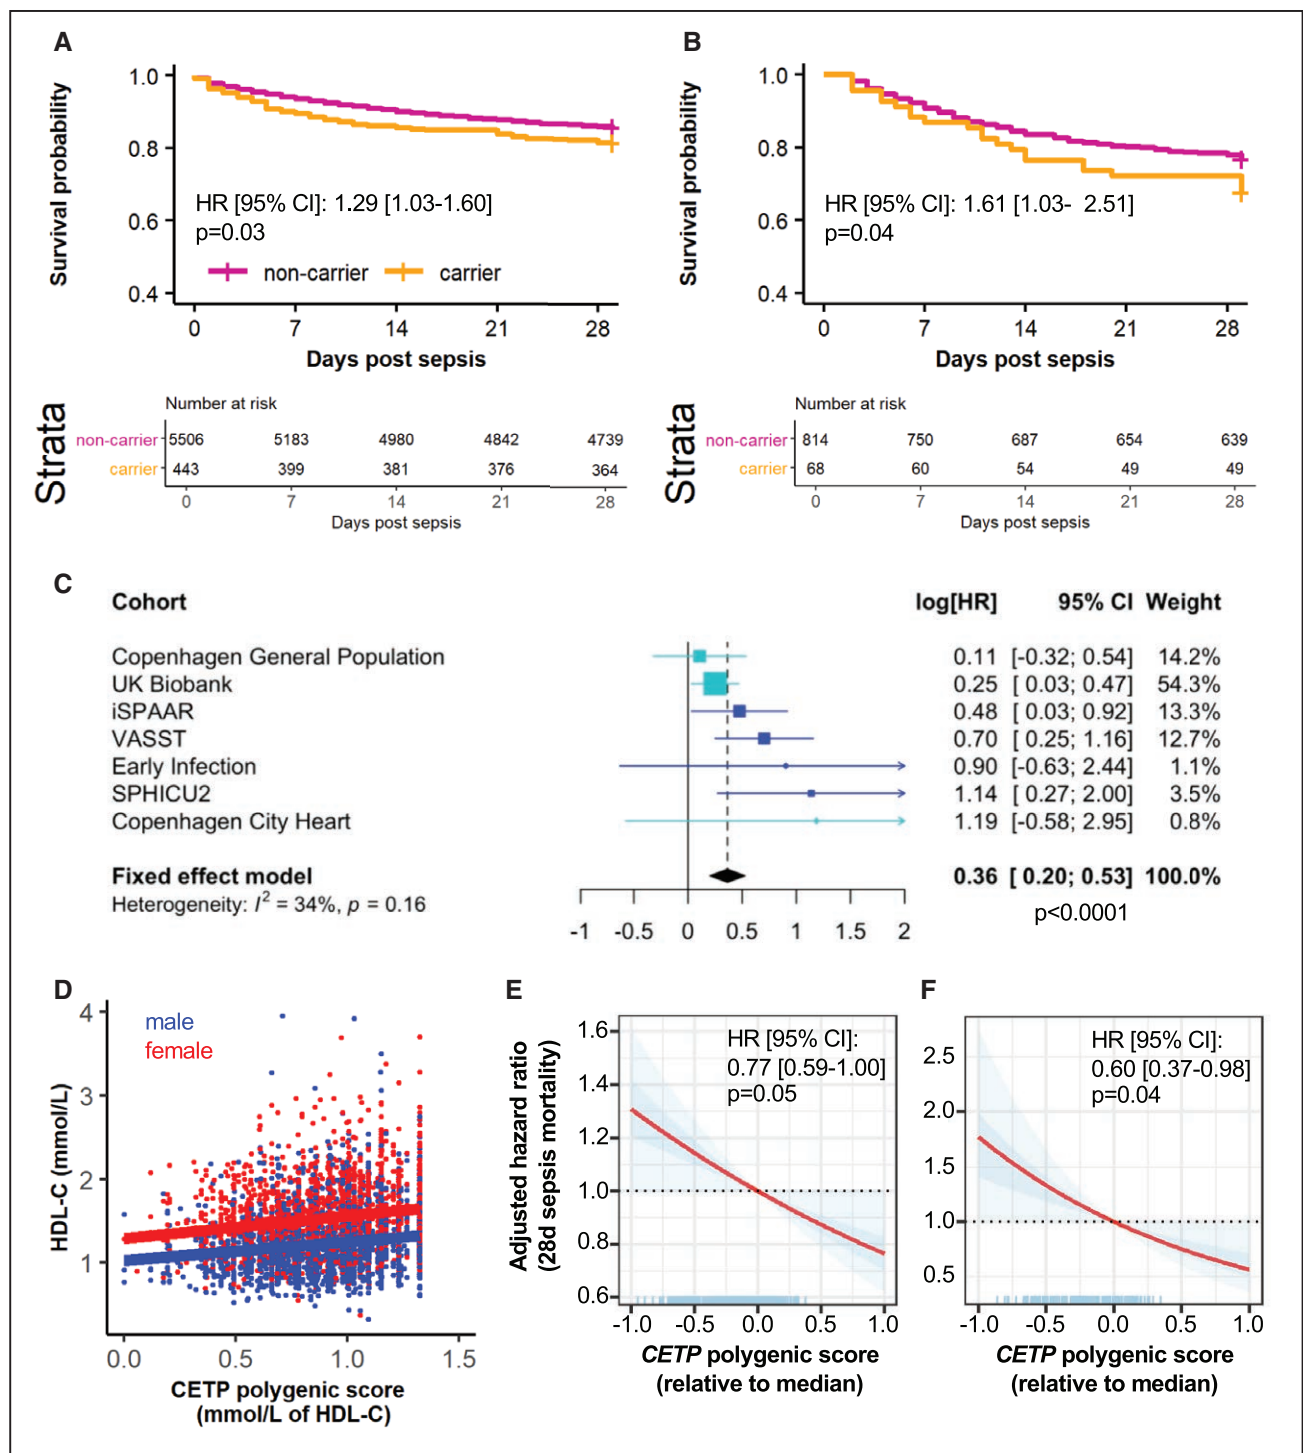 A
Survival probability
1.0
0.8
0.6
0.4
HR [95% CI]: 1.29 [1.03-1.60]
p=0.03
non-carrier carrier
0 7 14 21 28
Days post sepsis
Strata
Number at risk
non-carrier 5506 5183 4980 4842 4739
carrier 443 399 381 376 364
0 7 14 21 28
Days post sepsis
B
Survival probability
1.0
0.8
0.6
0.4
HR [95% CI]: 1.61 [1.03- 2.51]
p=0.04
0 7 14 21 28
Days post sepsis
Strata
Number at risk
non-carrier 814 750 687 654 639
carrier 68 60 54 49 49
0 7 14 21 28
Days post sepsis
C
Cohort log[HR] 95% CI Weight
Copenhagen General Population 0.11 [-0.32; 0.54] 14.2%
UK Biobank 0.25 [ 0.03; 0.47] 54.3%
iSPAAR 0.48 [ 0.03; 0.92] 13.3%
VASST 0.70 [ 0.25; 1.16] 12.7%
Early Infection 0.90 [-0.63; 2.44] 1.1%
SPHICU2 1.14 [ 0.27; 2.00] 3.5%
Copenhagen City Heart 1.19 [-0.58; 2.95] 0.8%
Fixed effect model 0.36 [ 0.20; 0.53] 100.0%
Heterogeneity: I² = 34%, p = 0.16
p<0.0001
-1 -0.5 0 0.5 1 1.5 2
D
HDL-C (mmol/L)
4
3
2
1
male
female
0.0 0.5 1.0 1.5
CETP polygenic score
(mmol/L of HDL-C)
E
Adjusted hazard ratio
(28d sepsis mortality)
1.6
1.4
1.2
1.0
0.8
0.6
HR [95% CI]:
0.77 [0.59-1.00]
p=0.05
-1.0 -0.5 0.0 0.5 1.0
CETP polygenic score
(relative to median)
F
2.5
2.0
1.5
1.0
0.5
HR [95% CI]:
0.60 [0.37-0.98]
p=0.04
-1.0 -0.5 0.0 0.5 1.0
CETP polygenic score
(relative to median)